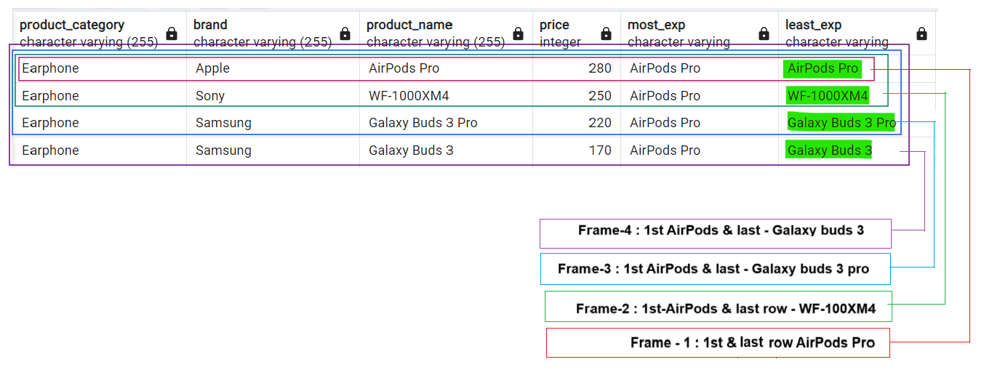 product_category brand product_name price most_exp least_exp
character varying (255) character varying (255) character varying (255) integer character varying character varying
Earphone Apple AirPods Pro 280 AirPods Pro AirPods Pro
Earphone Sony WF-1000XM4 250 AirPods Pro WF-1000XM4
Earphone Samsung Galaxy Buds 3 Pro 220 AirPods Pro Galaxy Buds 3 Pro
Earphone Samsung Galaxy Buds 3 170 AirPods Pro Galaxy Buds 3
Frame-4 : 1st AirPods & last - Galaxy buds 3
Frame-3 : 1st AirPods & last - Galaxy buds 3 pro
Frame-2 : 1st-AirPods & last row - WF-100XM4
Frame - 1 : 1st & last row AirPods Pro